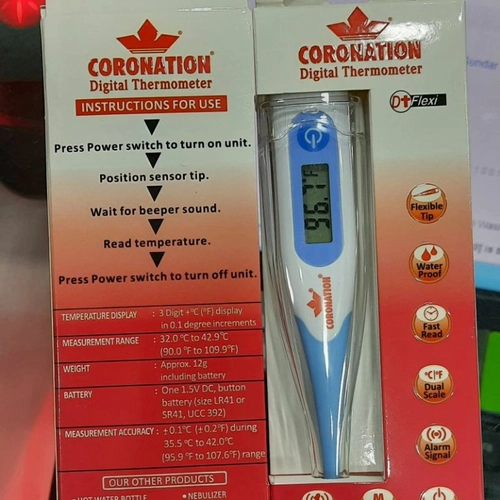 CORONATION
Digital Thermometer
INSTRUCTIONS FOR USE
Press Power switch to turn on unit.
Position sensor tip.
Wait for beeper sound.
Read temperature.
Press Power switch to turn off unit.
TEMPERATURE DISPLAY : 3 Digit +°C (°F) display
in 0.1 degree increments
MEASUREMENT RANGE : 32.0 °C to 42.9°C
(90.0 °F to 109.9°F)
WEIGHT : Approx. 12g
including battery
BATTERY : One 1.5V DC, button
battery (size LR41 or
SR41, UCC 392)
MEASUREMENT ACCURACY : ±0.1°C (±0.2°F) during
35.5 °C to 42.0°C
(95.9 °F to 107.6°F) range
OUR OTHER PRODUCTS
• HOT WATER BOTTLE • NEBULIZER
CORONATION
Digital Thermometer
Dt Flexi
96.7°F
CORONATION
Flexible
Tip
Water
Proof
Fast
Read
°C|°F
Dual
Scale
Alarm
Signal
M